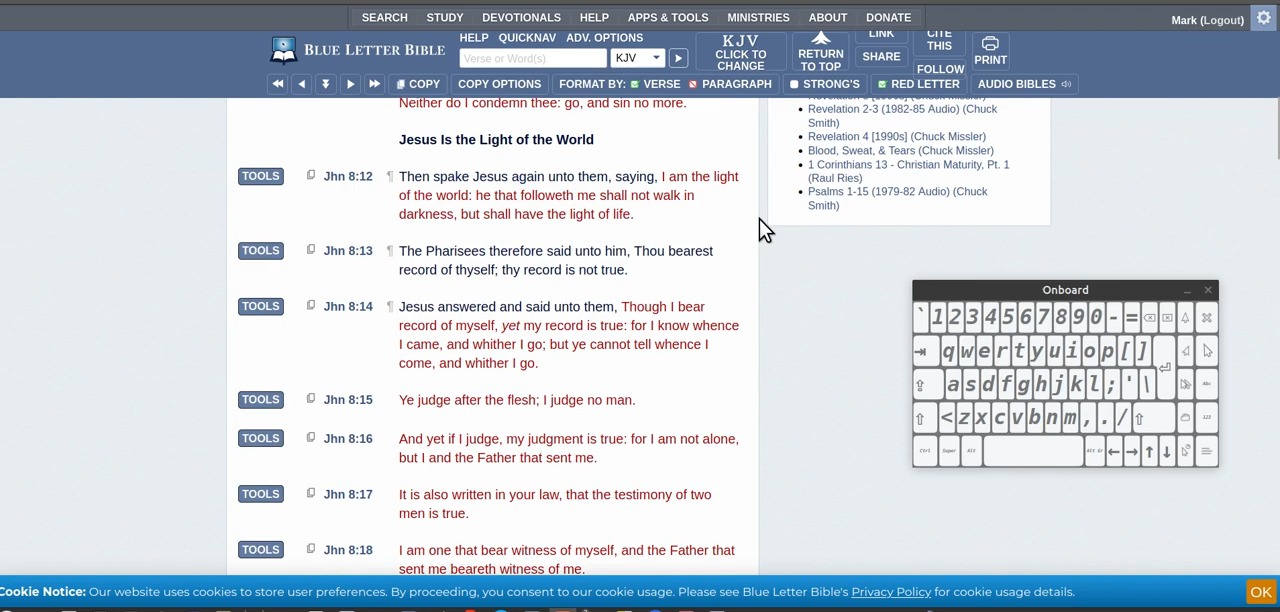 SEARCH STUDY DEVOTIONALS HELP APPS & TOOLS MINISTRIES ABOUT DONATE
Mark (Logout)
BLUE LETTER BIBLE
HELP QUICKNAV ADV. OPTIONS
Verse or Word(s) KJV
KJV
CLICK TO
CHANGE
RETURN
TO TOP
LINK
SHARE
CITE
THIS
FOLLOW
PRINT
COPY COPY OPTIONS FORMAT BY: VERSE PARAGRAPH STRONG'S RED LETTER AUDIO BIBLES
Neither do I condemn thee: go, and sin no more.
Jesus Is the Light of the World
TOOLS Jhn 8:12 ¶ Then spake Jesus again unto them, saying, I am the light
of the world: he that followeth me shall not walk in
darkness, but shall have the light of life.
TOOLS Jhn 8:13 ¶ The Pharisees therefore said unto him, Thou bearest
record of thyself; thy record is not true.
TOOLS Jhn 8:14 ¶ Jesus answered and said unto them, Though I bear
record of myself, yet my record is true: for I know whence
I came, and whither I go; but ye cannot tell whence I
come, and whither I go.
TOOLS Jhn 8:15 Ye judge after the flesh; I judge no man.
TOOLS Jhn 8:16 And yet if I judge, my judgment is true: for I am not alone,
but I and the Father that sent me.
TOOLS Jhn 8:17 It is also written in your law, that the testimony of two
men is true.
TOOLS Jhn 8:18 I am one that bear witness of myself, and the Father that
sent me beareth witness of me.
Revelation 2-3 (1982-85 Audio) (Chuck
Smith)
Revelation 4 [1990s] (Chuck Missler)
Blood, Sweat, & Tears (Chuck Missler)
1 Corinthians 13 - Christian Maturity, Pt. 1
(Raul Ries)
Psalms 1-15 (1979-82 Audio) (Chuck
Smith)
Onboard
` 1 2 3 4 5 6 7 8 9 0 - =
q w e r t y u i o p [ ]
a s d f g h j k l ; ' \ Abc
< z x c v b n m , . / 123
Ctrl Super Alt Alt Gr
Cookie Notice: Our website uses cookies to store user preferences. By proceeding, you consent to our cookie usage. Please see Blue Letter Bible's Privacy Policy for cookie usage details. OK